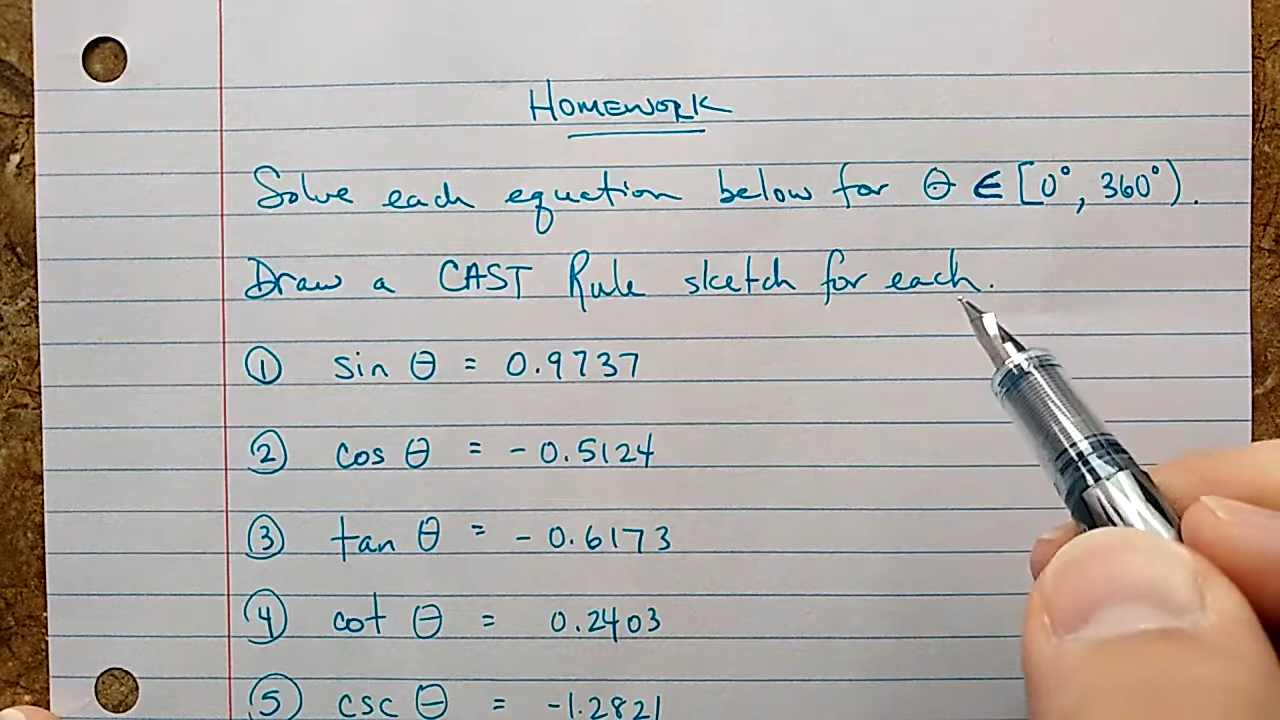 HOMEWORK
Solve each equation below for θ ∈ [0°, 360°).
Draw a CAST Rule sketch for each.
① sin θ = 0.9737
② cos θ = -0.5124
③ tan θ = -0.6173
④ cot θ = 0.2403
⑤ csc θ = -1.2821